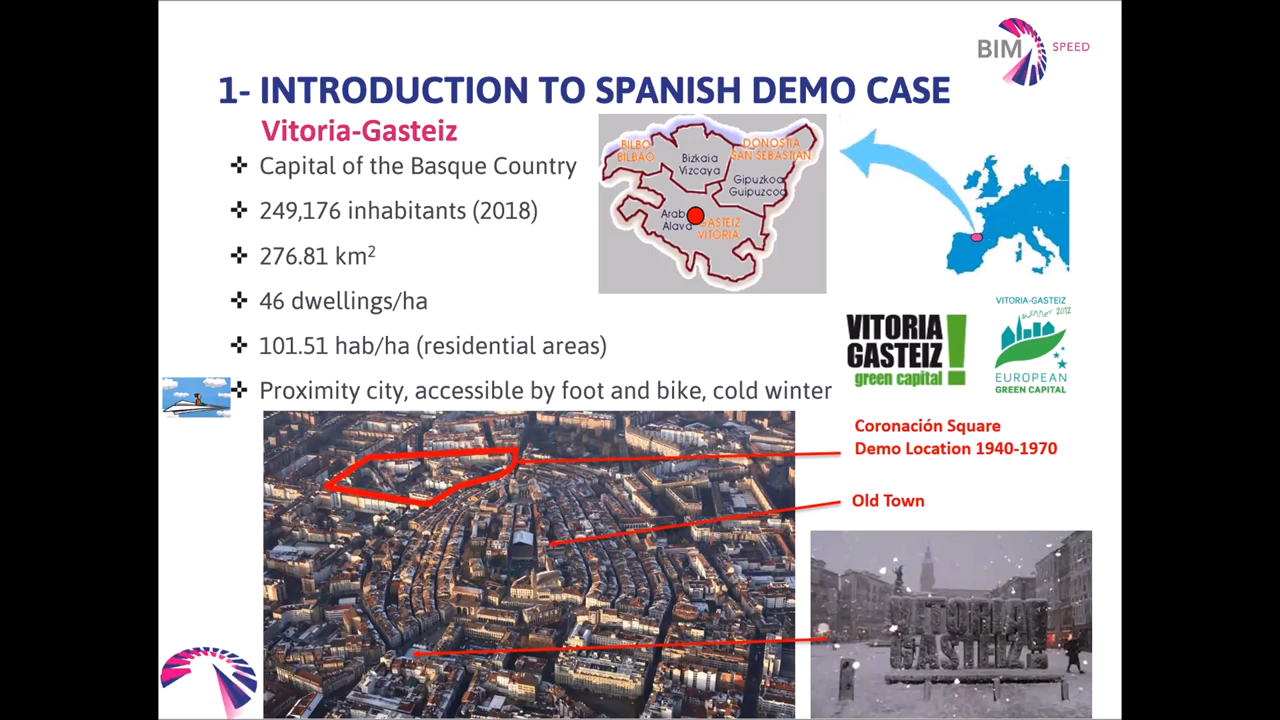 BIM SPEED
1- INTRODUCTION TO SPANISH DEMO CASE
Vitoria-Gasteiz
Capital of the Basque Country
249,176 inhabitants (2018)
276.81 km²
46 dwellings/ha
101.51 hab/ha (residential areas)
Proximity city, accessible by foot and bike, cold winter
BILBO
BILBAO
Bizkaia
Vizcaya
DONOSTIA
SAN SEBASTIAN
Gipuzkoa
Guipuzcoa
Arab
Alava
GASTEIZ
VITORIA
VITORIA
GASTEIZ!
green capital
VITORIA-GASTEIZ
winner 2012
EUROPEAN
GREEN CAPITAL
Coronación Square
Demo Location 1940-1970
Old Town
VITORIA
GASTEIZ